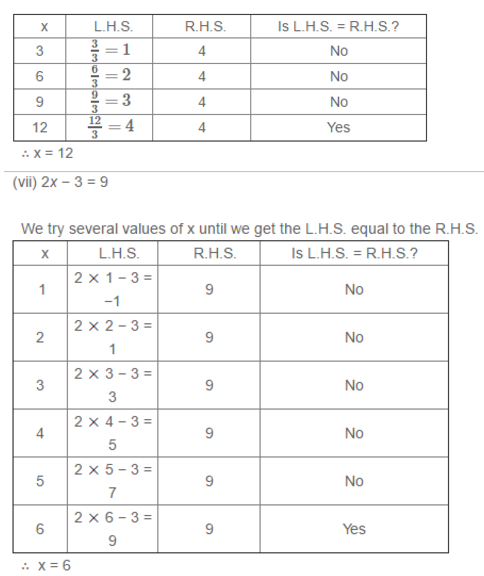 x L.H.S. R.H.S. Is L.H.S. = R.H.S.?
3 3/3 = 1 4 No
6 6/3 = 2 4 No
9 9/3 = 3 4 No
12 12/3 = 4 4 Yes
∴ x = 12
(vii) 2x − 3 = 9
We try several values of x until we get the L.H.S. equal to the R.H.S.
x L.H.S. R.H.S. Is L.H.S. = R.H.S.?
1 2 × 1 − 3 = −1 9 No
2 2 × 2 − 3 = 1 9 No
3 2 × 3 − 3 = 3 9 No
4 2 × 4 − 3 = 5 9 No
5 2 × 5 − 3 = 7 9 No
6 2 × 6 − 3 = 9 9 Yes
∴ x = 6